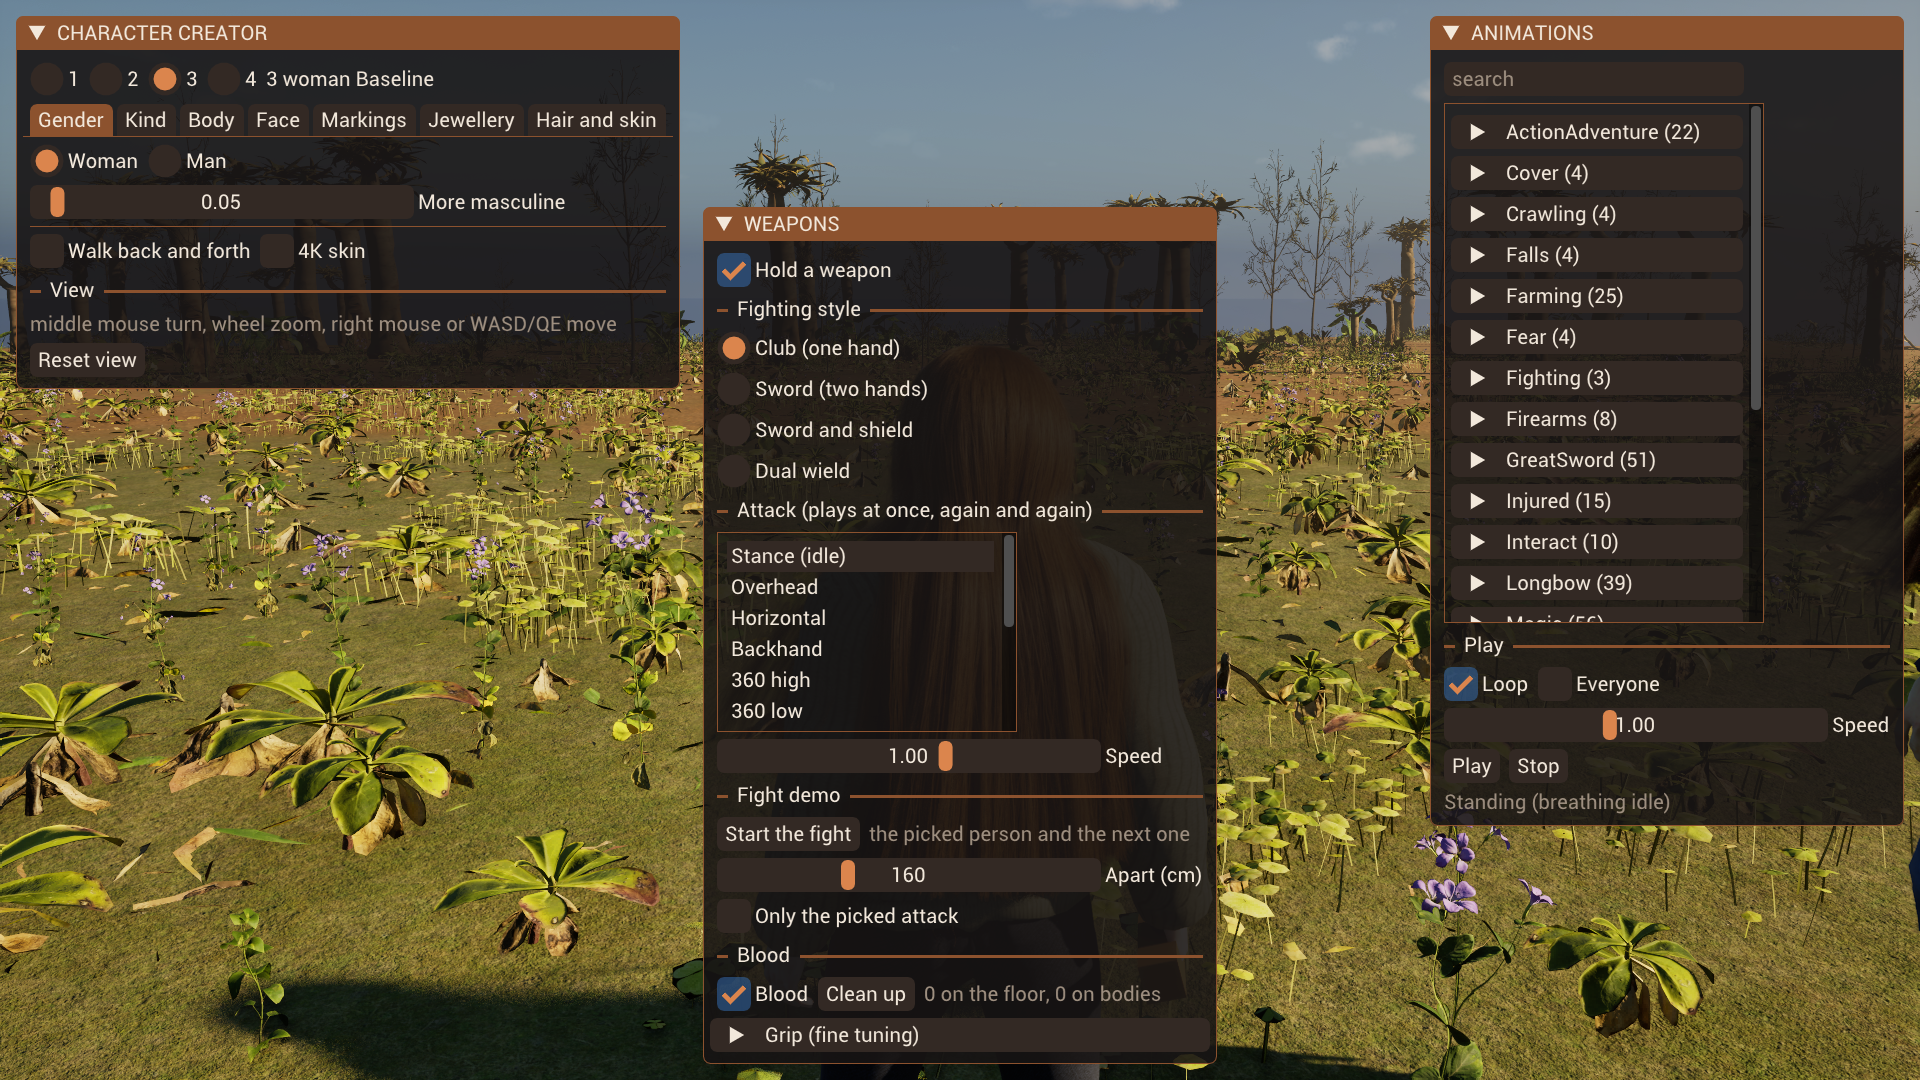 CHARACTER CREATOR
1 2 3 4 3 woman Baseline
Gender Kind Body Face Markings Jewellery Hair and skin
Woman Man
0.05 More masculine
Walk back and forth 4K skin
View
middle mouse turn, wheel zoom, right mouse or WASD/QE move
Reset view
WEAPONS
Hold a weapon
Fighting style
Club (one hand)
Sword (two hands)
Sword and shield
Dual wield
Attack (plays at once, again and again)
Stance (idle)
Overhead
Horizontal
Backhand
360 high
360 low
1.00 Speed
Fight demo
Start the fight the picked person and the next one
160 Apart (cm)
Only the picked attack
Blood
Blood Clean up 0 on the floor, 0 on bodies
Grip (fine tuning)
ANIMATIONS
search
ActionAdventure (22)
Cover (4)
Crawling (4)
Falls (4)
Farming (25)
Fear (4)
Fighting (3)
Firearms (8)
GreatSword (51)
Injured (15)
Interact (10)
Longbow (39)
Magic (56)
Play
Loop Everyone
1.00 Speed
Play Stop
Standing (breathing idle)